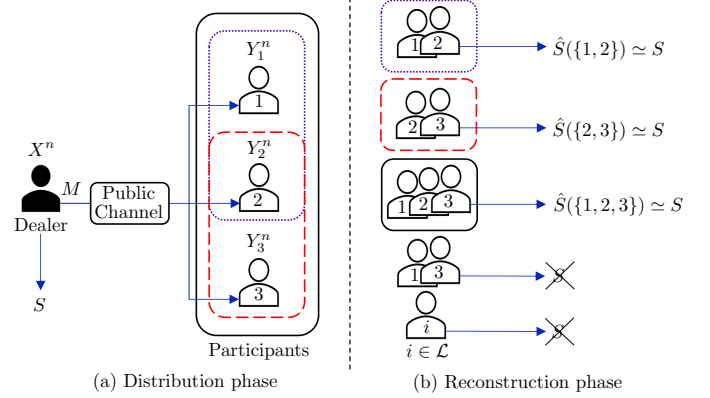 X^n
Dealer
S
M
Public
Channel
Y_1^n
1
Y_2^n
2
Y_3^n
3
Participants
(a) Distribution phase
1 2
Ŝ({1, 2}) ≃ S
2 3
Ŝ({2, 3}) ≃ S
1 2 3
Ŝ({1, 2, 3}) ≃ S
1 3
S
i
S
i ∈ ℒ
(b) Reconstruction phase